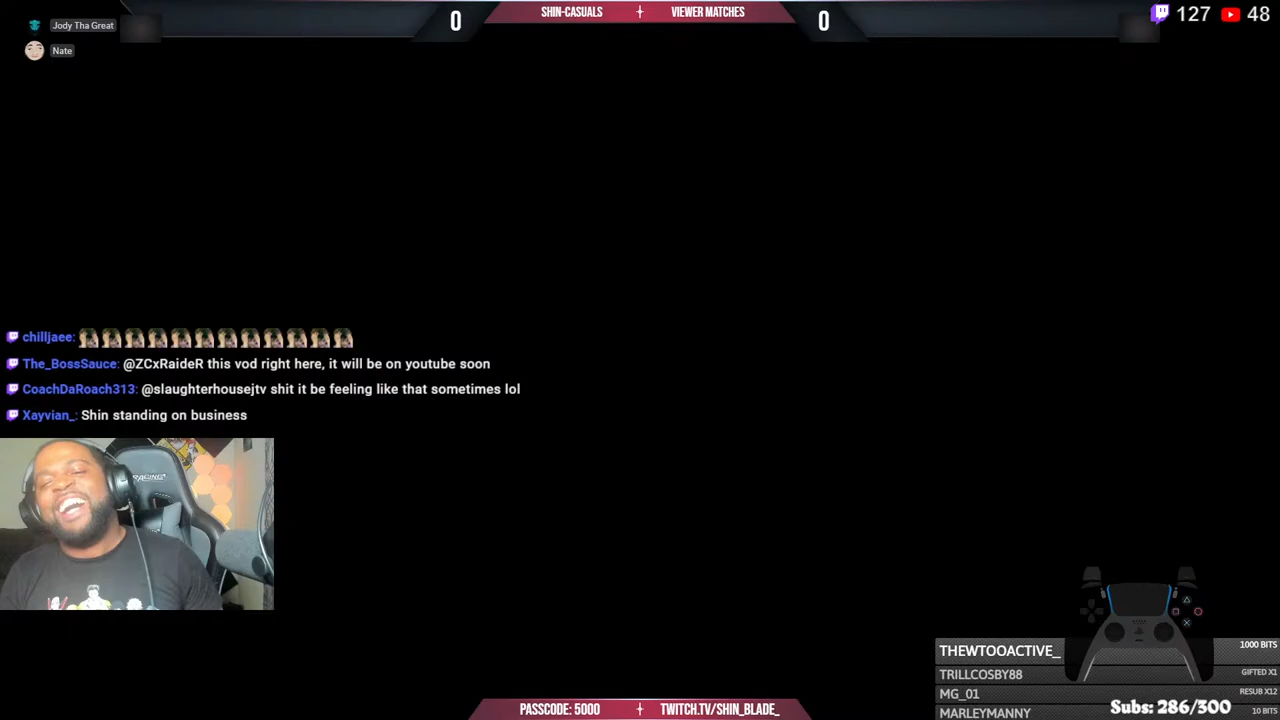 Jody Tha Great
Nate
0
SHIN-CASUALS
VIEWER MATCHES
0
127
48
chilljaee:
The_BossSauce: @ZCxRaideR this vod right here, it will be on youtube soon
CoachDaRoach313: @slaughterhousejtv shit it be feeling like that sometimes lol
Xayvian_: Shin standing on business
RACING
THEWTOOACTIVE_ 1000 BITS
TRILLCOSBY88 GIFTED X1
MG_01 RESUB X12
MARLEYMANNY 10 BITS
Subs: 286/300
PASSCODE: 5000
TWITCH.TV/SHIN_BLADE_